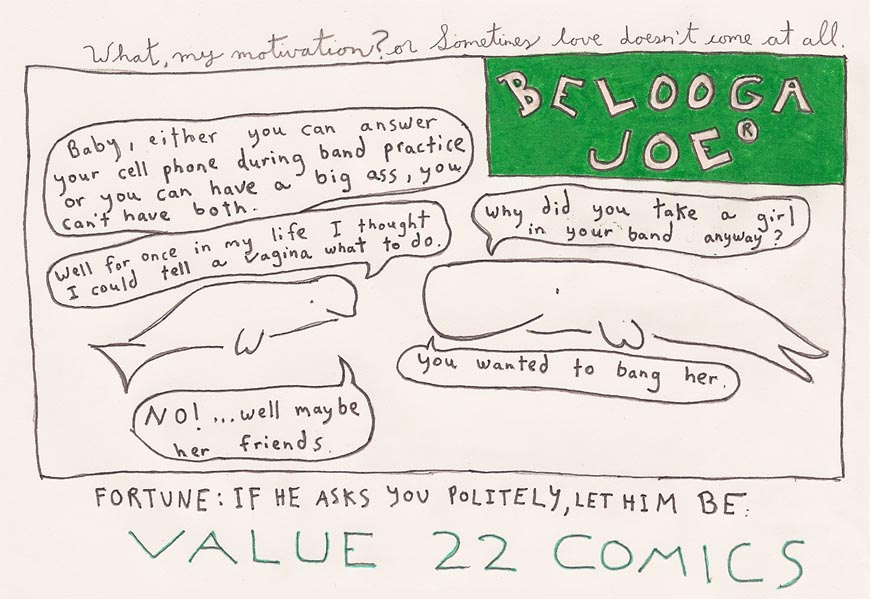 What, my motivation? or Sometimes love doesn't come at all.
BELOOGA
JOE®
Baby, either you can answer
your cell phone during band practice
or you can have a big ass, you
can't have both.
Why did you take a girl
in your band anyway?
Well for once in my life I thought
I could tell a vagina what to do.
You wanted to bang her.
NO! ...well maybe
her friends.
FORTUNE: IF HE ASKS YOU POLITELY, LET HIM BE.
VALUE 22 COMICS